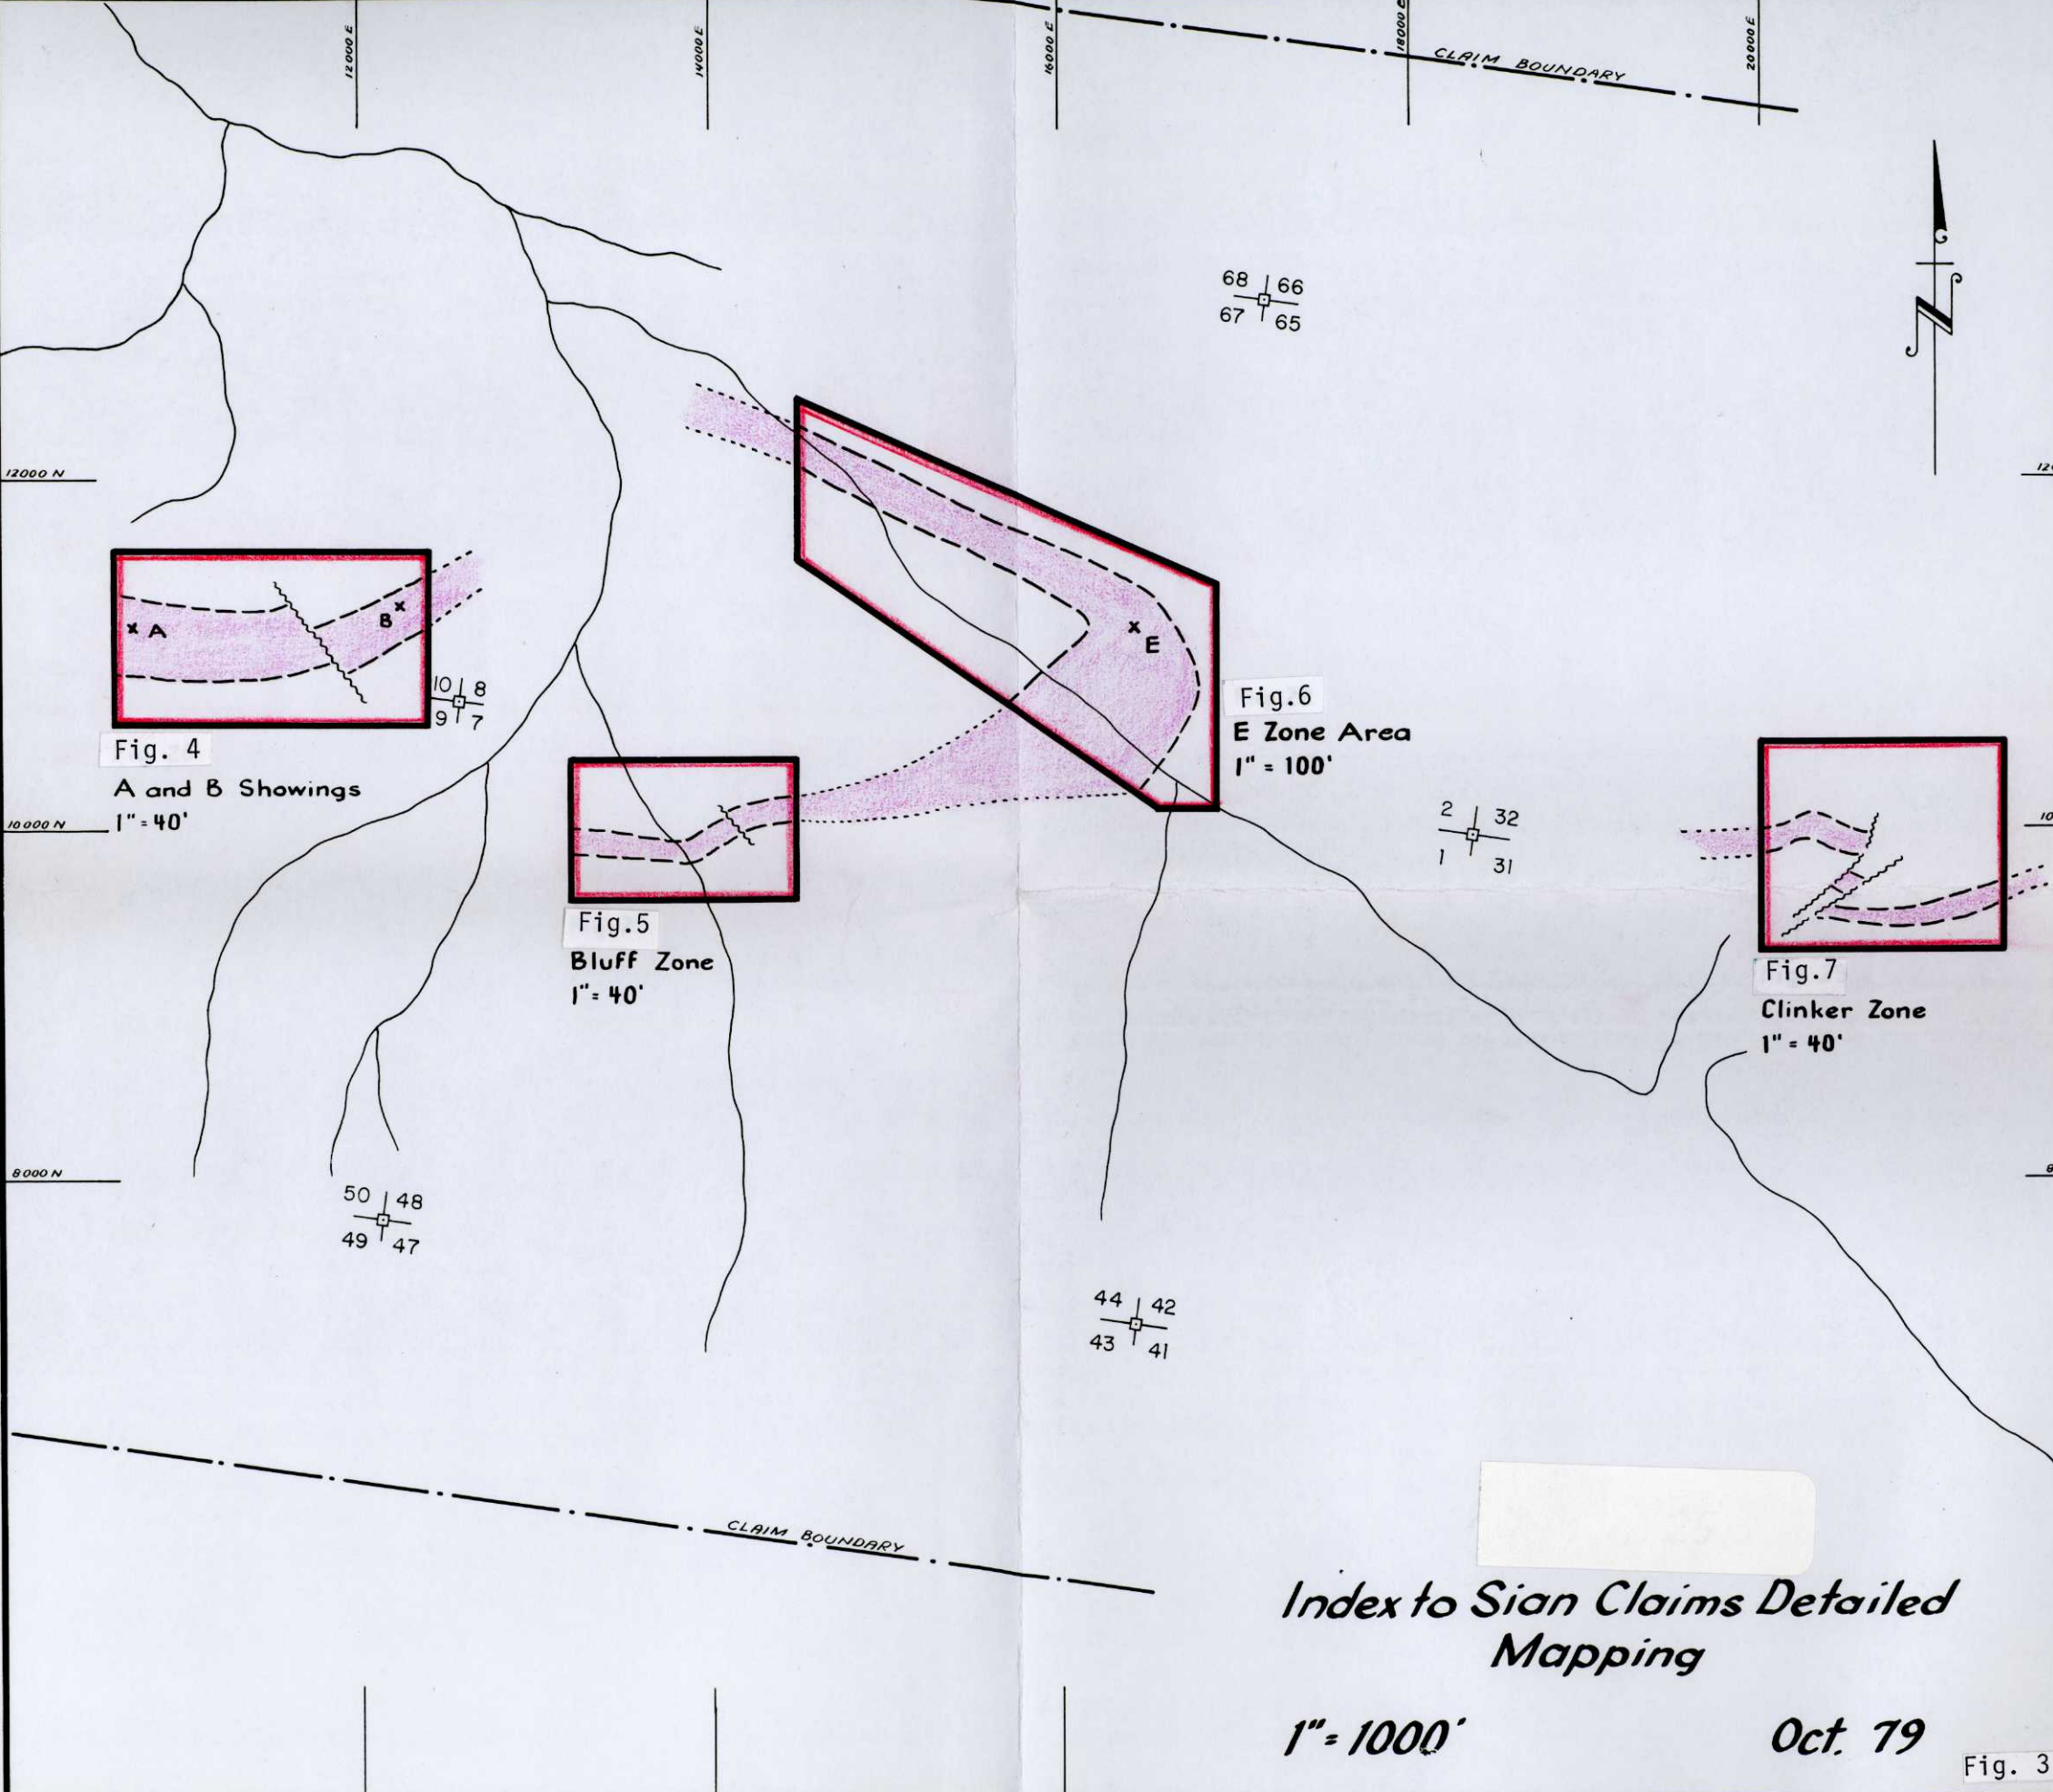 12000 E
14000 E
16000 E
18000 E
20000 E
CLAIM BOUNDARY
N
68 66
67 65
12000 N
12
A
B
E
10 8
9 7
Fig. 4
A and B Showings
1" = 40'
Fig.6
E Zone Area
1" = 100'
10000 N
10
2 32
1 31
Fig.5
Bluff Zone
1" = 40'
Fig.7
Clinker Zone
1" = 40'
8000 N
8
50 48
49 47
44 42
43 41
CLAIM BOUNDARY
Index to Sian Claims Detailed
Mapping
1" = 1000'
Oct. 79
Fig. 3